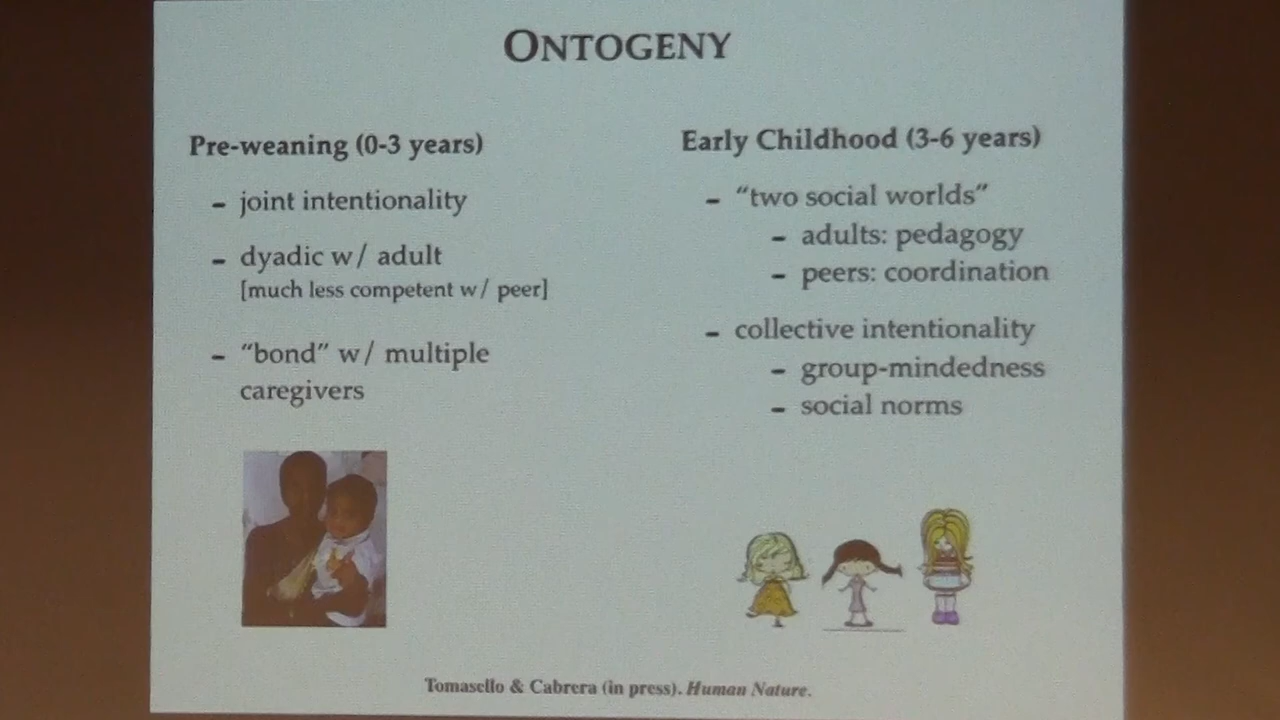 ONTOGENY
Pre-weaning (0-3 years)
- joint intentionality
- dyadic w/ adult
[much less competent w/ peer]
- "bond" w/ multiple
caregivers
Early Childhood (3-6 years)
- "two social worlds"
- adults: pedagogy
- peers: coordination
- collective intentionality
- group-mindedness
- social norms
Tomasello & Cabrera (in press). Human Nature.